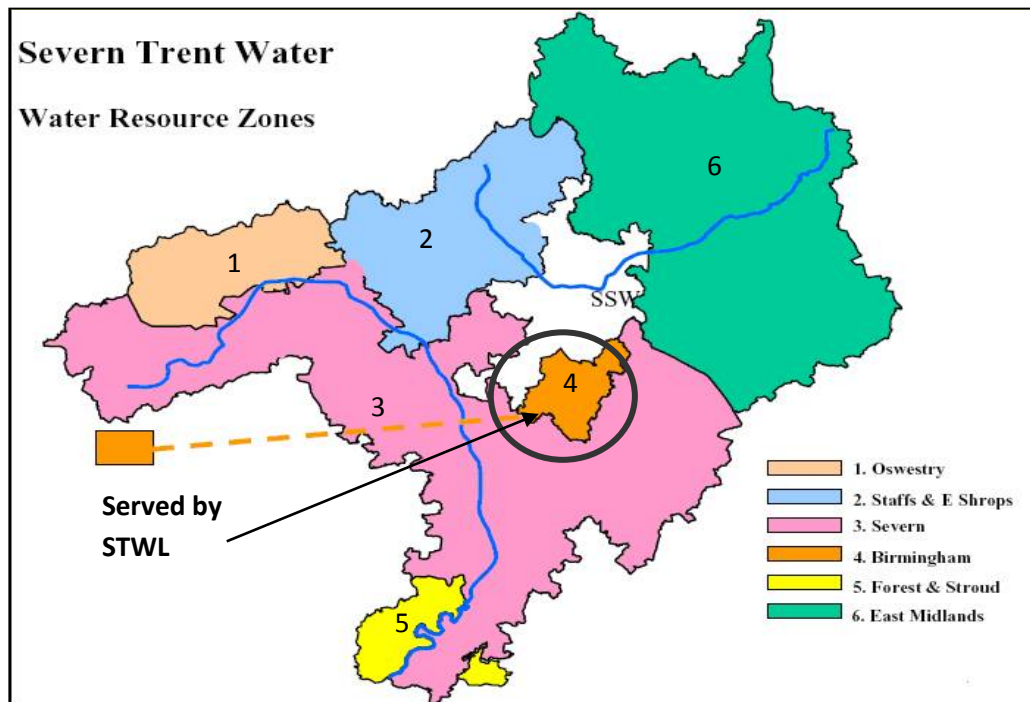 Severn Trent Water
Water Resource Zones
6
2
1
SSW
4
3
Served by
STWL
5
1. Oswestry
2. Staffs & E Shrops
3. Severn
4. Birmingham
5. Forest & Stroud
6. East Midlands